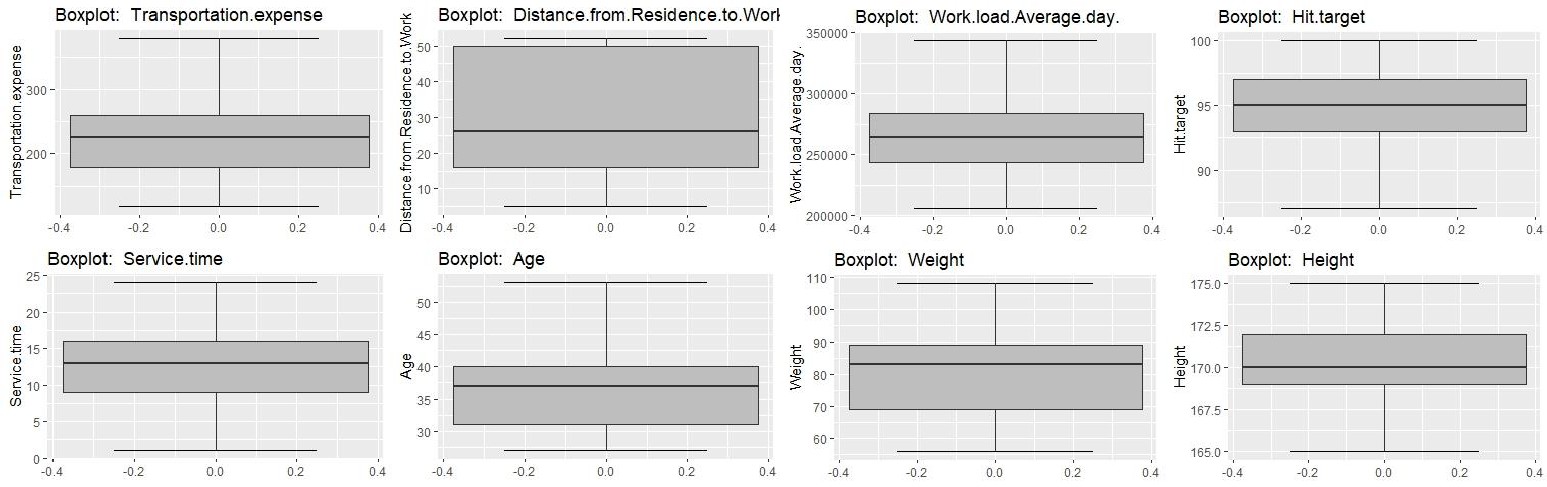 Boxplot: Transportation.expense
Transportation.expense
300
200
-0.4 -0.2 0.0 0.2 0.4
Boxplot: Distance.from.Residence.to.Work
Distance.from.Residence.to.Work
50
40
30
20
10
-0.4 -0.2 0.0 0.2 0.4
Boxplot: Work.load.Average.day.
Work.load.Average.day.
350000
300000
250000
200000
-0.4 -0.2 0.0 0.2 0.4
Boxplot: Hit.target
Hit.target
100
95
90
-0.4 -0.2 0.0 0.2 0.4
Boxplot: Service.time
Service.time
25
20
15
10
5
0
-0.4 -0.2 0.0 0.2 0.4
Boxplot: Age
Age
50
45
40
35
30
-0.4 -0.2 0.0 0.2 0.4
Boxplot: Weight
Weight
110
100
90
80
70
60
-0.4 -0.2 0.0 0.2 0.4
Boxplot: Height
Height
175.0
172.5
170.0
167.5
165.0
-0.4 -0.2 0.0 0.2 0.4